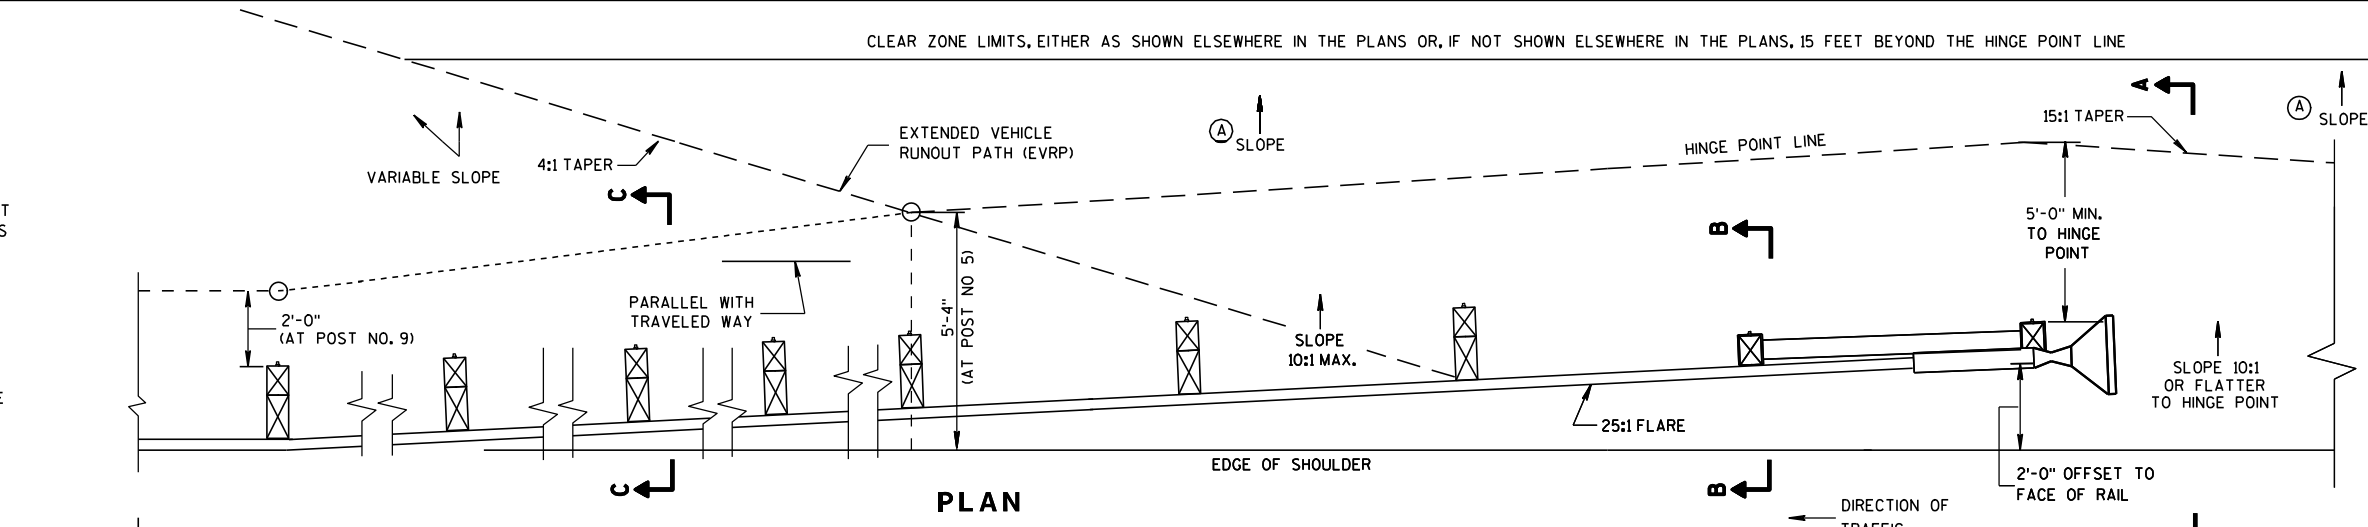 CLEAR ZONE LIMITS, EITHER AS SHOWN ELSEWHERE IN THE PLANS OR, IF NOT SHOWN ELSEWHERE IN THE PLANS, 15 FEET BEYOND THE HINGE POINT LINE
A
15:1 TAPER
A
SLOPE
A
SLOPE
EXTENDED VEHICLE
RUNOUT PATH (EVRP)
HINGE POINT LINE
4:1 TAPER
VARIABLE SLOPE
C
T
S
B
5'-0" MIN.
TO HINGE
POINT
PARALLEL WITH
TRAVELED WAY
5'-4"
(AT POST NO 5)
2'-0"
(AT POST NO. 9)
SLOPE
10:1 MAX.
SLOPE 10:1
OR FLATTER
TO HINGE POINT
E
25:1 FLARE
EDGE OF SHOULDER
2'-0" OFFSET TO
FACE OF RAIL
C
B
PLAN
DIRECTION OF
TRAFFIC